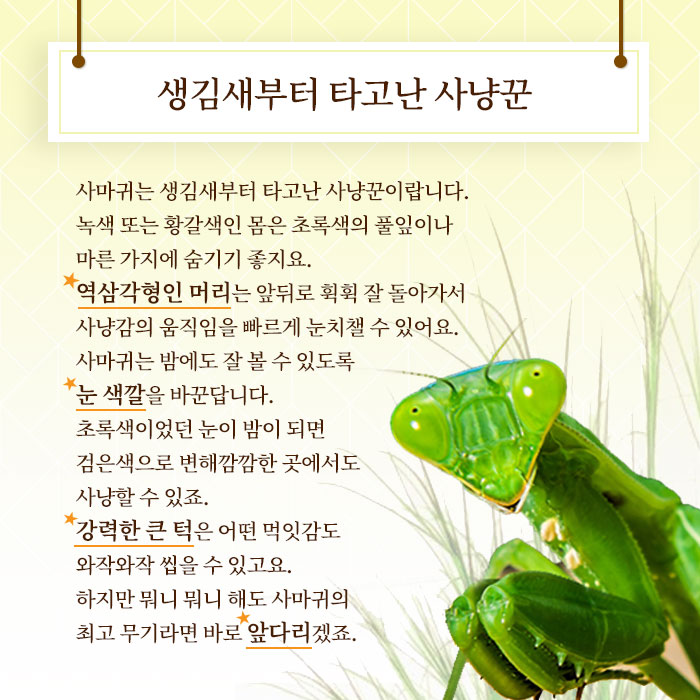 생김새부터 타고난 사냥꾼
사마귀는 생김새부터 타고난 사냥꾼이랍니다.
녹색 또는 황갈색인 몸은 초록색의 풀잎이나
마른 가지에 숨기기 좋지요.
역삼각형인 머리는 앞뒤로 휙휙 잘 돌아가서
사냥감의 움직임을 빠르게 눈치챌 수 있어요.
사마귀는 밤에도 잘 볼 수 있도록
눈 색깔을 바꾼답니다.
초록색이었던 눈이 밤이 되면
검은색으로 변해깜깜한 곳에서도
사냥할 수 있죠.
강력한 큰 턱은 어떤 먹잇감도
와작와작 씹을 수 있고요.
하지만 뭐니 뭐니 해도 사마귀의
최고 무기라면 바로 앞다리겠죠.